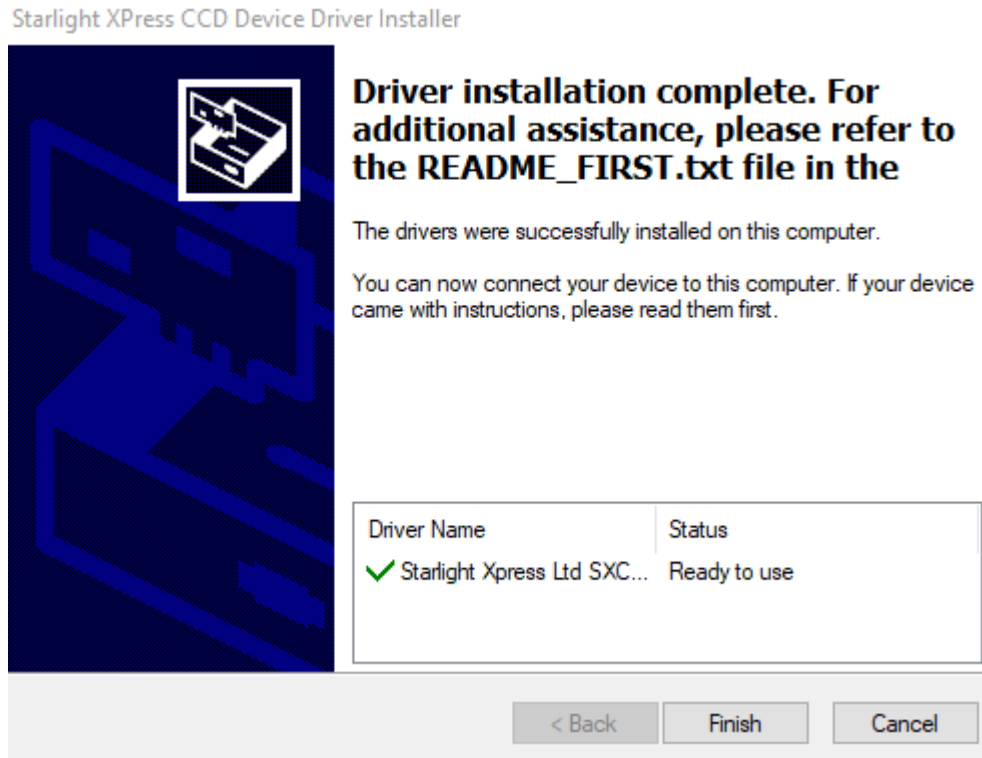 Starlight XPress CCD Device Driver Installer
Driver installation complete. For
additional assistance, please refer to
the README_FIRST.txt file in the
The drivers were successfully installed on this computer.
You can now connect your device to this computer. If your device
came with instructions, please read them first.
Driver Name Status
Starlight Xpress Ltd SXC... Ready to use
< Back Finish Cancel